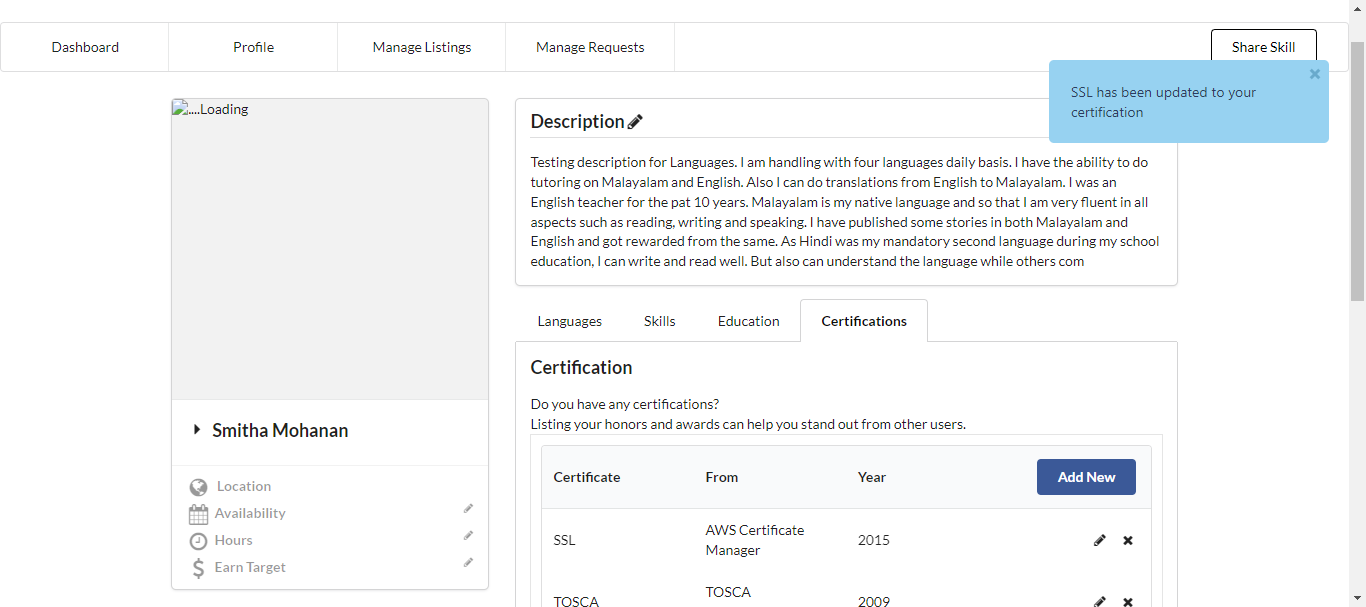 Dashboard
Profile
Manage Listings
Manage Requests
Share Skill
SSL has been updated to your
certification
....Loading
Smitha Mohanan
Location
Availability
Hours
Earn Target
Description
Testing description for Languages. I am handling with four languages daily basis. I have the ability to do
tutoring on Malayalam and English. Also I can do translations from English to Malayalam. I was an
English teacher for the pat 10 years. Malayalam is my native language and so that I am very fluent in all
aspects such as reading, writing and speaking. I have published some stories in both Malayalam and
English and got rewarded from the same. As Hindi was my mandatory second language during my school
education, I can write and read well. But also can understand the language while others com
Languages
Skills
Education
Certifications
Certification
Do you have any certifications?
Listing your honors and awards can help you stand out from other users.
Certificate
From
Year
Add New
SSL
AWS Certificate
Manager
2015
TOSCA
TOSCA
2009